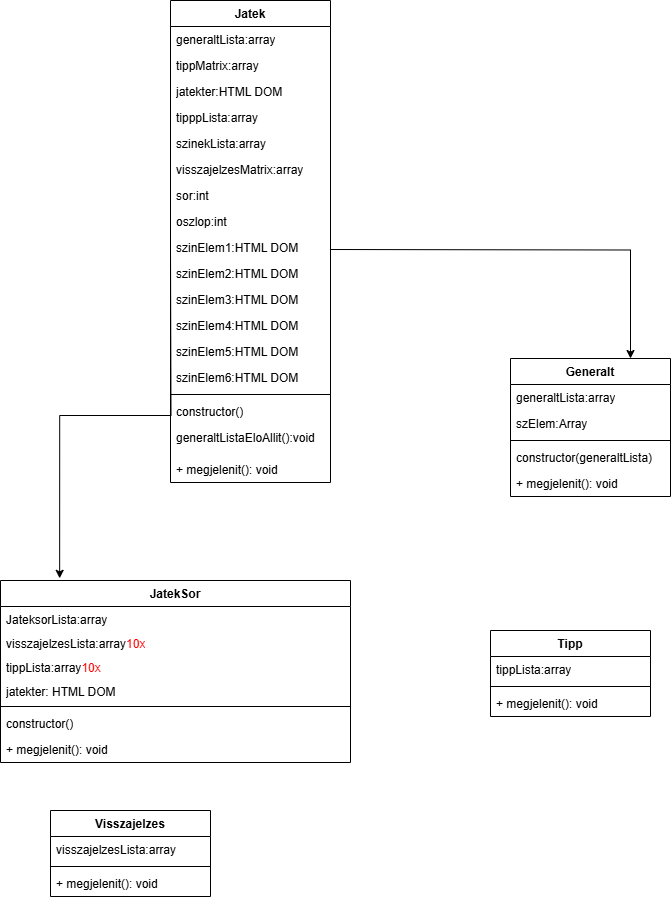 Jatek
generaltLista:array
tippMatrix:array
jatekter:HTML DOM
tipppLista:array
szinekLista:array
visszajelzesMatrix:array
sor:int
oszlop:int
szinElem1:HTML DOM
szinElem2:HTML DOM
szinElem3:HTML DOM
szinElem4:HTML DOM
szinElem5:HTML DOM
szinElem6:HTML DOM
constructor()
generaltListaEloAllit():void
+ megjelenit(): void
Generalt
generaltLista:array
szElem:Array
constructor(generaltLista)
+ megjelenit(): void
JatekSor
JateksorLista:array
visszajelzesLista:array10x
tippLista:array10x
jatekter: HTML DOM
constructor()
+ megjelenit(): void
Tipp
tippLista:array
+ megjelenit(): void
Visszajelzes
visszajelzesLista:array
+ megjelenit(): void